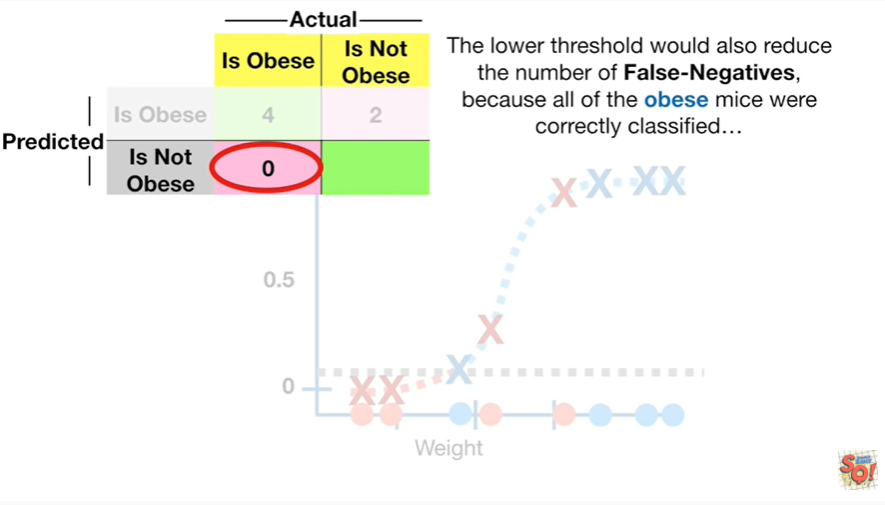 Actual
Is Obese
Is Not
Obese
The lower threshold would also reduce
the number of False-Negatives,
because all of the obese mice were
correctly classified…
Predicted
Is Obese
4
2
Is Not
Obese
0
X
X
X
X
0.5
X
X
0
X
X
Weight
SQ!